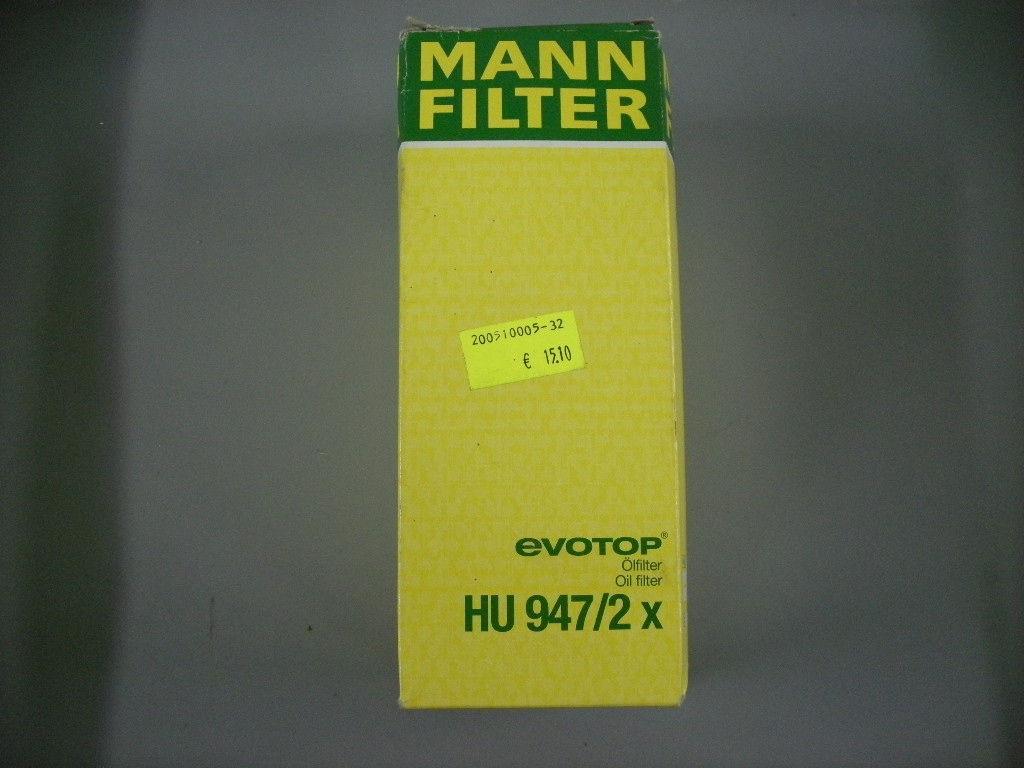 MANN
FILTER
200510005-32
€ 15.10
evotop®
Ölfilter
Oil filter
HU 947/2 x